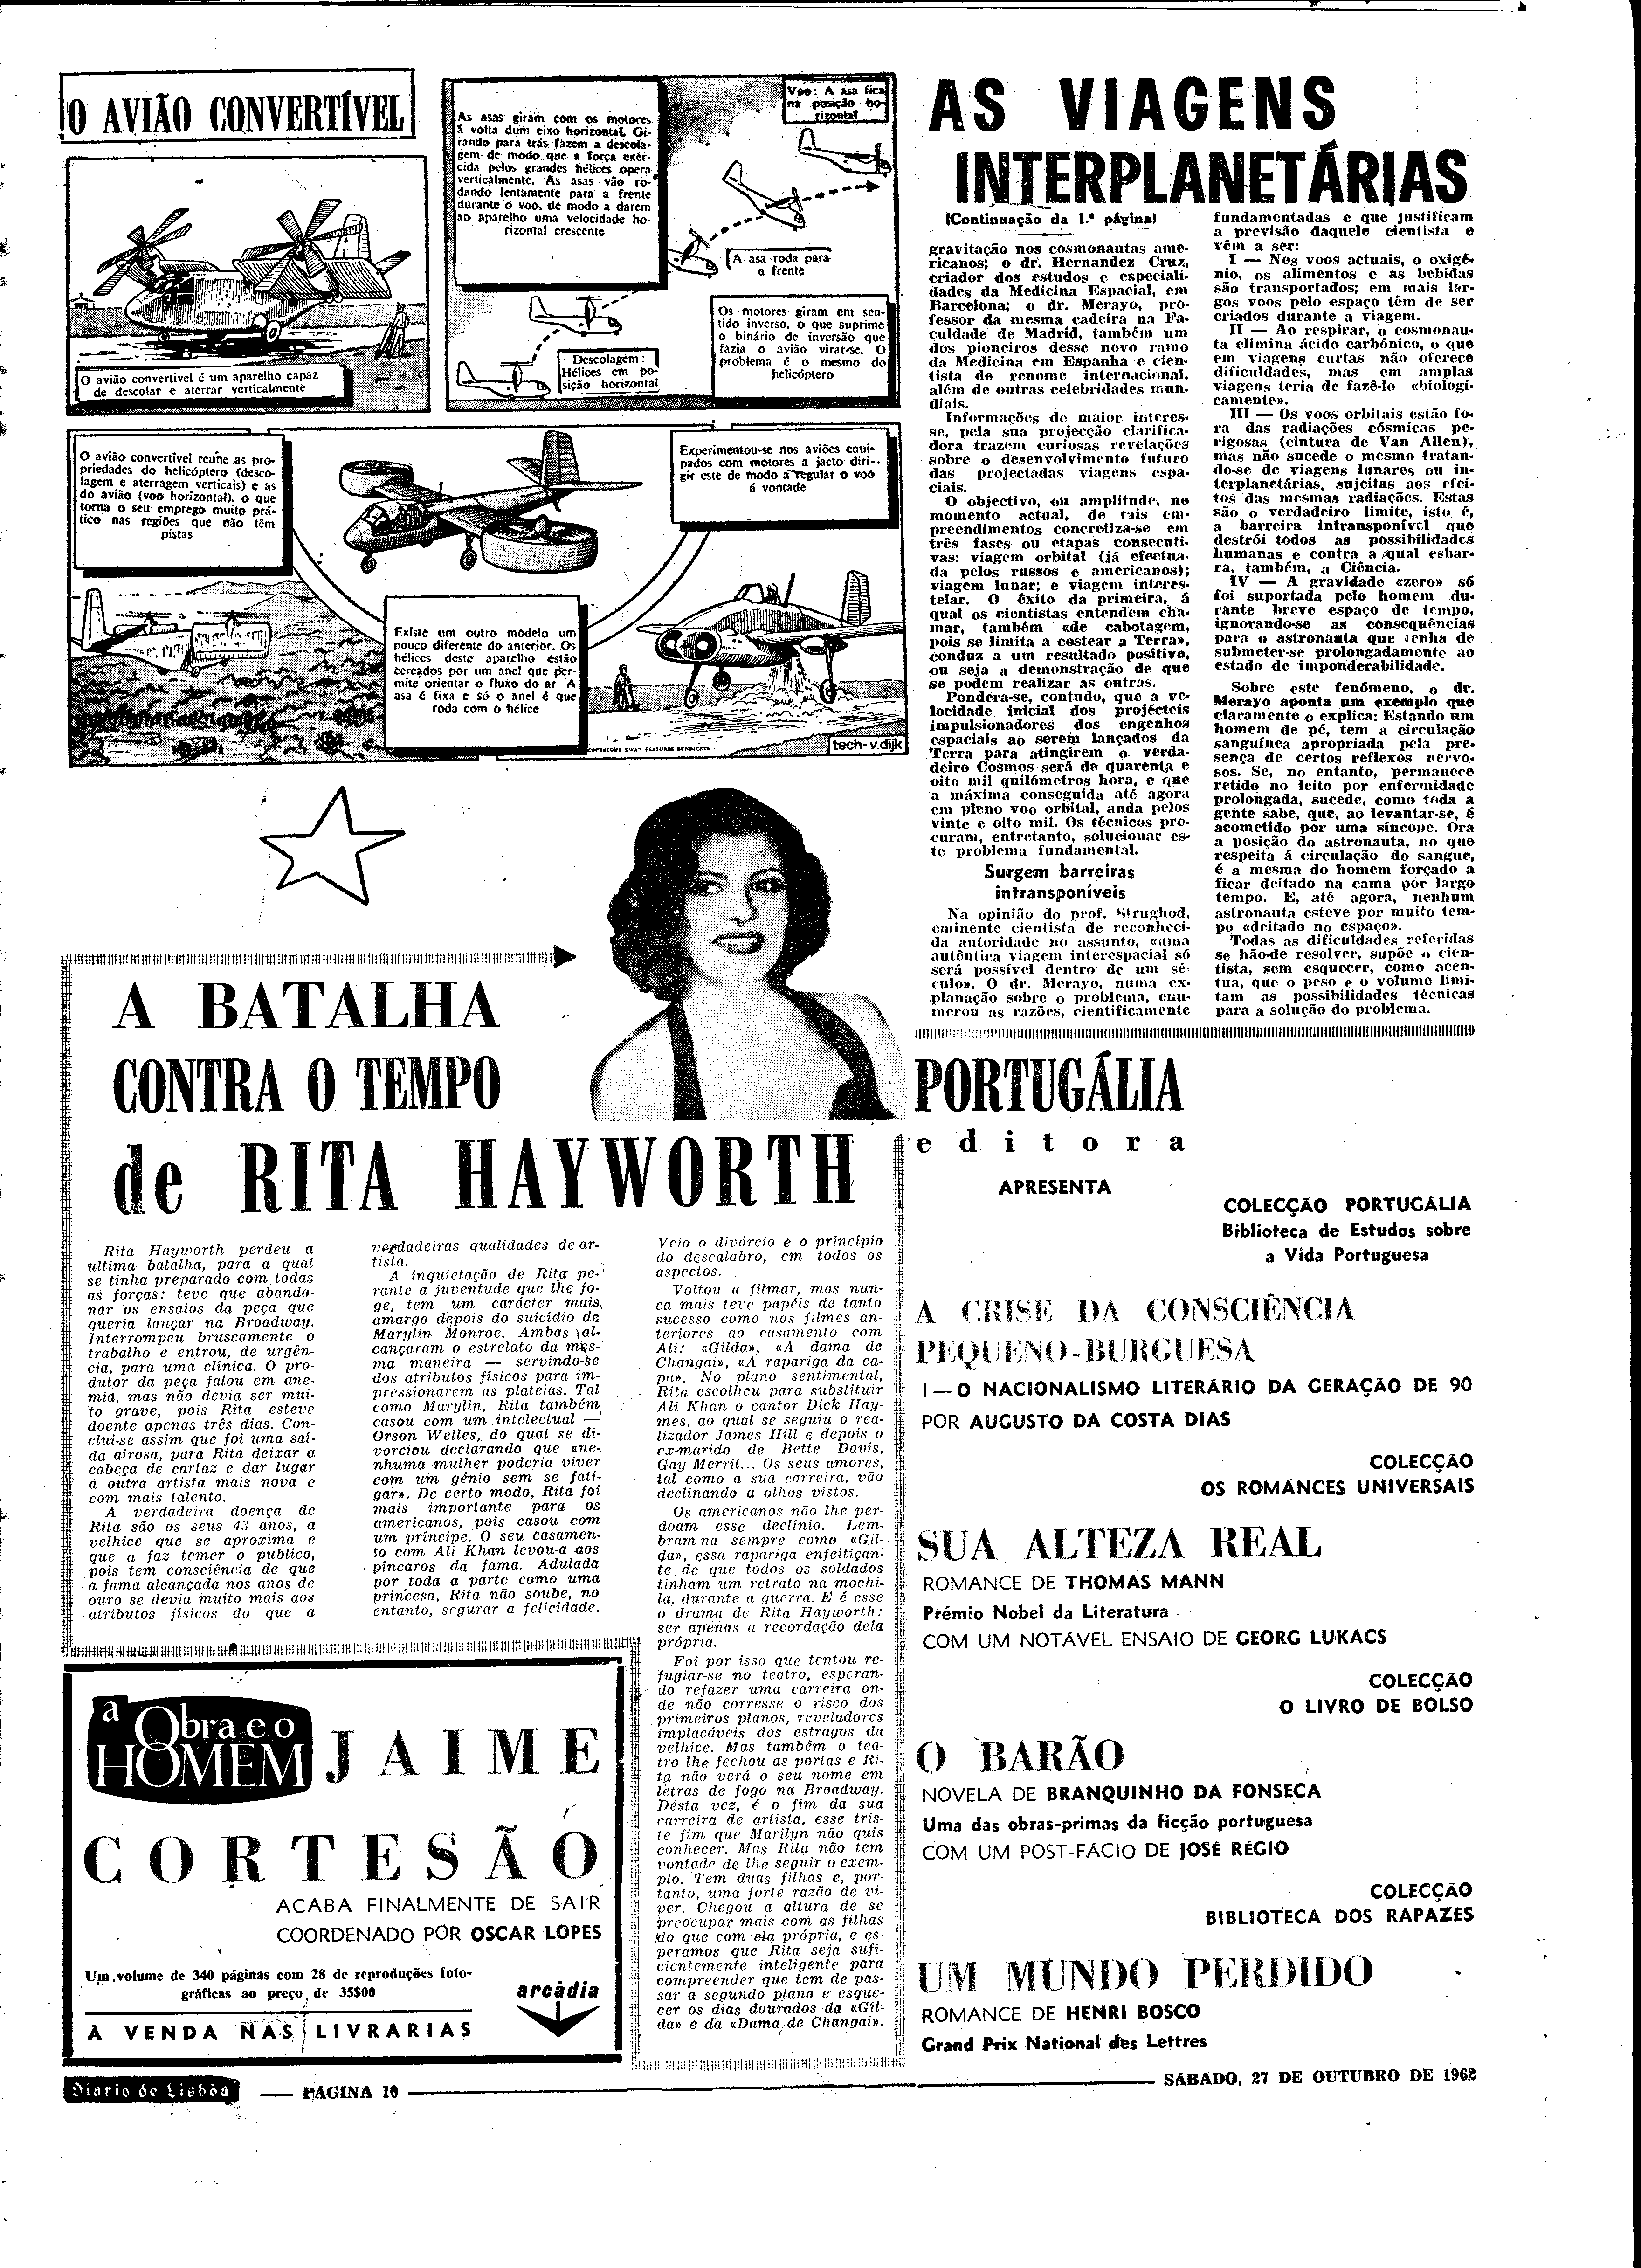 O AVIÃO CONVERTÍVEL
O avião convertivel é um aparelho capaz
de descolar e aterrar verticalmente
As asas giram com os motores
à volta dum eixo horizontal. Gi-
rando para trás fazem a descola-
gem de modo que a força exer-
cida pelos grandes hélices opera
verticalmente. As asas vão ro-
dando lentamente para a frente
durante o voo, de modo a darem
ao aparelho uma velocidade ho-
rizontal crescente
Voo: A asa fica
na posição ho-
rizontal
A asa roda para
a frente
Descolagem:
Hélices em po-
sição horizontal
Os motores giram em sen-
tido inverso, o que suprime
o binário de inversão que
fazia o avião virar-se. O
problema é o mesmo do
helicóptero
O avião convertivel reune as pro-
priedades do helicóptero (desco-
lagem e aterragem verticais) e as
do avião (voo horizontal), o que
torna o seu emprego muito prá-
tico nas regiões que não têm
pistas
Experimentou-se nos aviões equi-
pados com motores a jacto diri-
gir este de modo a regular o voo
á vontade
Existe um outro modelo um
pouco diferente do anterior. Os
hélices deste aparelho estão
cercados por um anel que per-
mite orientar o fluxo do ar A
asa é fixa e só o anel é que
roda com o hélice
COPYRIGHT SWAN FEATURES SYNDICATE
tech-v.dijk
AS VIAGENS
INTERPLANETÁRIAS
(Continuação da 1.ª página)
gravitação nos cosmonautas ame-
ricanos; o dr. Hernandez Cruz,
criador dos estudos e especiali-
dades da Medicina Espacial, em
Barcelona; o dr. Merayo, pro-
fessor da mesma cadeira na Fa-
culdade de Madrid, também um
dos pioneiros desse novo ramo
da Medicina em Espanha e cien-
tista de renome internacional,
além de outras celebridades mun-
diais.
Informações de maior interes-
se, pela sua projecção clarifica-
dora trazem curiosas revelações
sobre o desenvolvimento futuro
das projectadas viagens espa-
ciais.
O objectivo, ou amplitude, no
momento actual, de tais em-
preendimentos concretiza-se em
três fases ou etapas consecuti-
vas: viagem orbital (já efectua-
da pelos russos e americanos);
viagem lunar; e viagem interes-
telar. O êxito da primeira, á
qual os cientistas entendem cha-
mar, também «de cabotagem,
pois se limita a costear a Terra»,
conduz a um resultado positivo,
ou seja a demonstração de que
se podem realizar as outras.
Pondera-se, contudo, que a ve-
locidade inicial dos projécteis
impulsionadores dos engenhos
espaciais ao serem lançados da
Terra para atingirem o verda-
deiro Cosmos será de quarenta e
oito mil quilómetros hora, e que
a máxima conseguida até agora
em pleno voo orbital, anda pelos
vinte e oito mil. Os técnicos pro-
curam, entretanto, solucionar es-
te problema fundamental.
Surgem barreiras
intransponíveis
Na opinião do prof. Strughod,
eminente cientista de reconheci-
da autoridade no assunto, «uma
autêntica viagem interespacial só
será possível dentro de um sé-
culo». O dr. Merayo, numa ex-
planação sobre o problema, enu-
merou as razões, cientificamente
fundamentadas e que justificam
a previsão daquele cientista e
vêm a ser:
I — Nos voos actuais, o oxigé-
nio, os alimentos e as bebidas
são transportados; em mais lar-
gos voos pelo espaço têm de ser
criados durante a viagem.
II — Ao respirar, o cosmonau-
ta elimina ácido carbónico, o que
em viagens curtas não oferece
dificuldades, mas em amplas
viagens teria de fazê-lo «biologi-
camente».
III — Os voos orbitais estão fo-
ra das radiações cósmicas pe-
rigosas (cintura de Van Allen),
mas não sucede o mesmo tratan-
do-se de viagens lunares ou in-
terplanetárias, sujeitas aos efei-
tos das mesmas radiações. Estas
são o verdadeiro limite, isto é,
a barreira intransponível que
destrói todas as possibilidades
humanas e contra a qual esbar-
ra, também, a Ciência.
IV — A gravidade «zero» só
foi suportada pelo homem du-
rante breve espaço de tempo,
ignorando-se as consequências
para o astronauta que tenha de
submeter-se prolongadamente ao
estado de imponderabilidade.
Sobre este fenómeno, o dr.
Merayo aponta um exemplo que
claramente o explica: Estando um
homem de pé, tem a circulação
sanguínea apropriada pela pre-
sença de certos reflexos nervo-
sos. Se, no entanto, permanece
retido no leito por enfermidade
prolongada, sucede, como toda a
gente sabe, que, ao levantar-se, é
acometido por uma síncope. Ora
a posição do astronauta, no que
respeita á circulação do sangue,
é a mesma do homem forçado a
ficar deitado na cama por largo
tempo. E, até agora, nenhum
astronauta esteve por muito tem-
po «deitado no espaço».
Todas as dificuldades referidas
se hão-de resolver, supõe o cien-
tista, sem esquecer, como acen-
tua, que o peso e o volume limi-
tam as possibilidades técnicas
para a solução do problema.
A BATALHA
CONTRA O TEMPO
de RITA HAYWORTH
Rita Hayworth perdeu a
ultima batalha, para a qual
se tinha preparado com todas
as forças: teve que abando-
nar os ensaios da peça que
queria lançar na Broadway.
Interrompeu bruscamente o
trabalho e entrou, de urgên-
cia, para uma clínica. O pro-
dutor da peça falou em ane-
mia, mas não devia ser mui-
to grave, pois Rita esteve
doente apenas três dias. Con-
clui-se assim que foi uma saí-
da airosa, para Rita deixar a
cabeça de cartaz e dar lugar
a outra artista mais nova e
com mais talento.
A verdadeira doença de
Rita são os seus 43 anos, a
velhice que se aproxima e
que a faz temer o publico,
pois tem consciência de que
a fama alcançada nos anos de
ouro se devia muito mais aos
atributos físicos do que a
verdadeiras qualidades de ar-
tista.
A inquietação de Rita pe-
rante a juventude que lhe fo-
ge, tem um carácter mais
amargo depois do suicídio de
Marylin Monroe. Ambas al-
cançaram o estrelato da mes-
ma maneira — servindo-se
dos atributos físicos para im-
pressionarem as plateias. Tal
como Marylin, Rita também
casou com um intelectual —
Orson Welles, do qual se di-
vorciou declarando que «ne-
nhuma mulher poderia viver
com um génio sem se fati-
gar». De certo modo, Rita foi
mais importante para os
americanos, pois casou com
um príncipe. O seu casamen-
to com Ali Khan levou-a aos
píncaros da fama. Adulada
por toda a parte como uma
princesa, Rita não soube, no
entanto, segurar a felicidade.
Veio o divórcio e o princípio
do descalabro, em todos os
aspectos.
Voltou a filmar, mas nun-
ca mais teve papéis de tanto
sucesso como nos filmes an-
teriores ao casamento com
Ali: «Gilda», «A dama de
Changai», «A rapariga da ca-
pa». No plano sentimental,
Rita escolheu para substituir
Ali Khan o cantor Dick Hay-
mes, ao qual se seguiu o rea-
lizador James Hill e depois o
ex-marido de Bette Davis,
Gay Merril... Os seus amores,
tal como a sua carreira, vão
declinando a olhos vistos.
Os americanos não lhe per-
doam esse declínio. Lem-
bram-na sempre como «Gil-
da», essa rapariga enfeitiçan-
te de que todos os soldados
tinham um retrato na mochi-
la, durante a guerra. E é esse
o drama de Rita Hayworth:
ser apenas a recordação dela
própria.
Foi por isso que tentou re-
fugiar-se no teatro, esperan-
do refazer uma carreira on-
de não corresse o risco dos
primeiros planos, reveladores
implacáveis dos estragos da
velhice. Mas também o tea-
tro lhe fechou as portas e Ri-
ta não verá o seu nome em
letras de fogo na Broadway.
Desta vez, é o fim da sua
carreira de artista, esse tris-
te fim que Marilyn não quis
conhecer. Mas Rita não tem
vontade de lhe seguir o exem-
plo. Tem duas filhas e, por-
tanto, uma forte razão de vi-
ver. Chegou a altura de se
preocupar mais com as filhas
do que com ela própria, e es-
peramos que Rita seja sufi-
cientemente inteligente para
compreender que tem de pas-
sar a segundo plano e esque-
cer os dias dourados da «Gil-
da» e da «Dama de Changai».
a Obra e o
HOMEM
JAIME
CORTESÃO
ACABA FINALMENTE DE SAIR
COORDENADO POR OSCAR LOPES
Um volume de 340 páginas com 28 de reproduções foto-
gráficas ao preço de 35$00
arcádia
À VENDA NAS LIVRARIAS
PORTUGÁLIA
editora
APRESENTA
COLECÇÃO PORTUGÁLIA
Biblioteca de Estudos sobre
a Vida Portuguesa
A CRISE DA CONSCIÊNCIA
PEQUENO-BURGUESA
I — O NACIONALISMO LITERÁRIO DA GERAÇÃO DE 90
POR AUGUSTO DA COSTA DIAS
COLECÇÃO
OS ROMANCES UNIVERSAIS
SUA ALTEZA REAL
ROMANCE DE THOMAS MANN
Prémio Nobel da Literatura
COM UM NOTÁVEL ENSAIO DE GEORG LUKACS
COLECÇÃO
O LIVRO DE BOLSO
O BARÃO
NOVELA DE BRANQUINHO DA FONSECA
Uma das obras-primas da ficção portuguesa
COM UM POST-FÁCIO DE JOSÉ RÉGIO
COLECÇÃO
BIBLIOTECA DOS RAPAZES
UM MUNDO PERDIDO
ROMANCE DE HENRI BOSCO
Grand Prix National des Lettres
Diario de Lisbôa — PÁGINA 10
SÁBADO, 27 DE OUTUBRO DE 1962